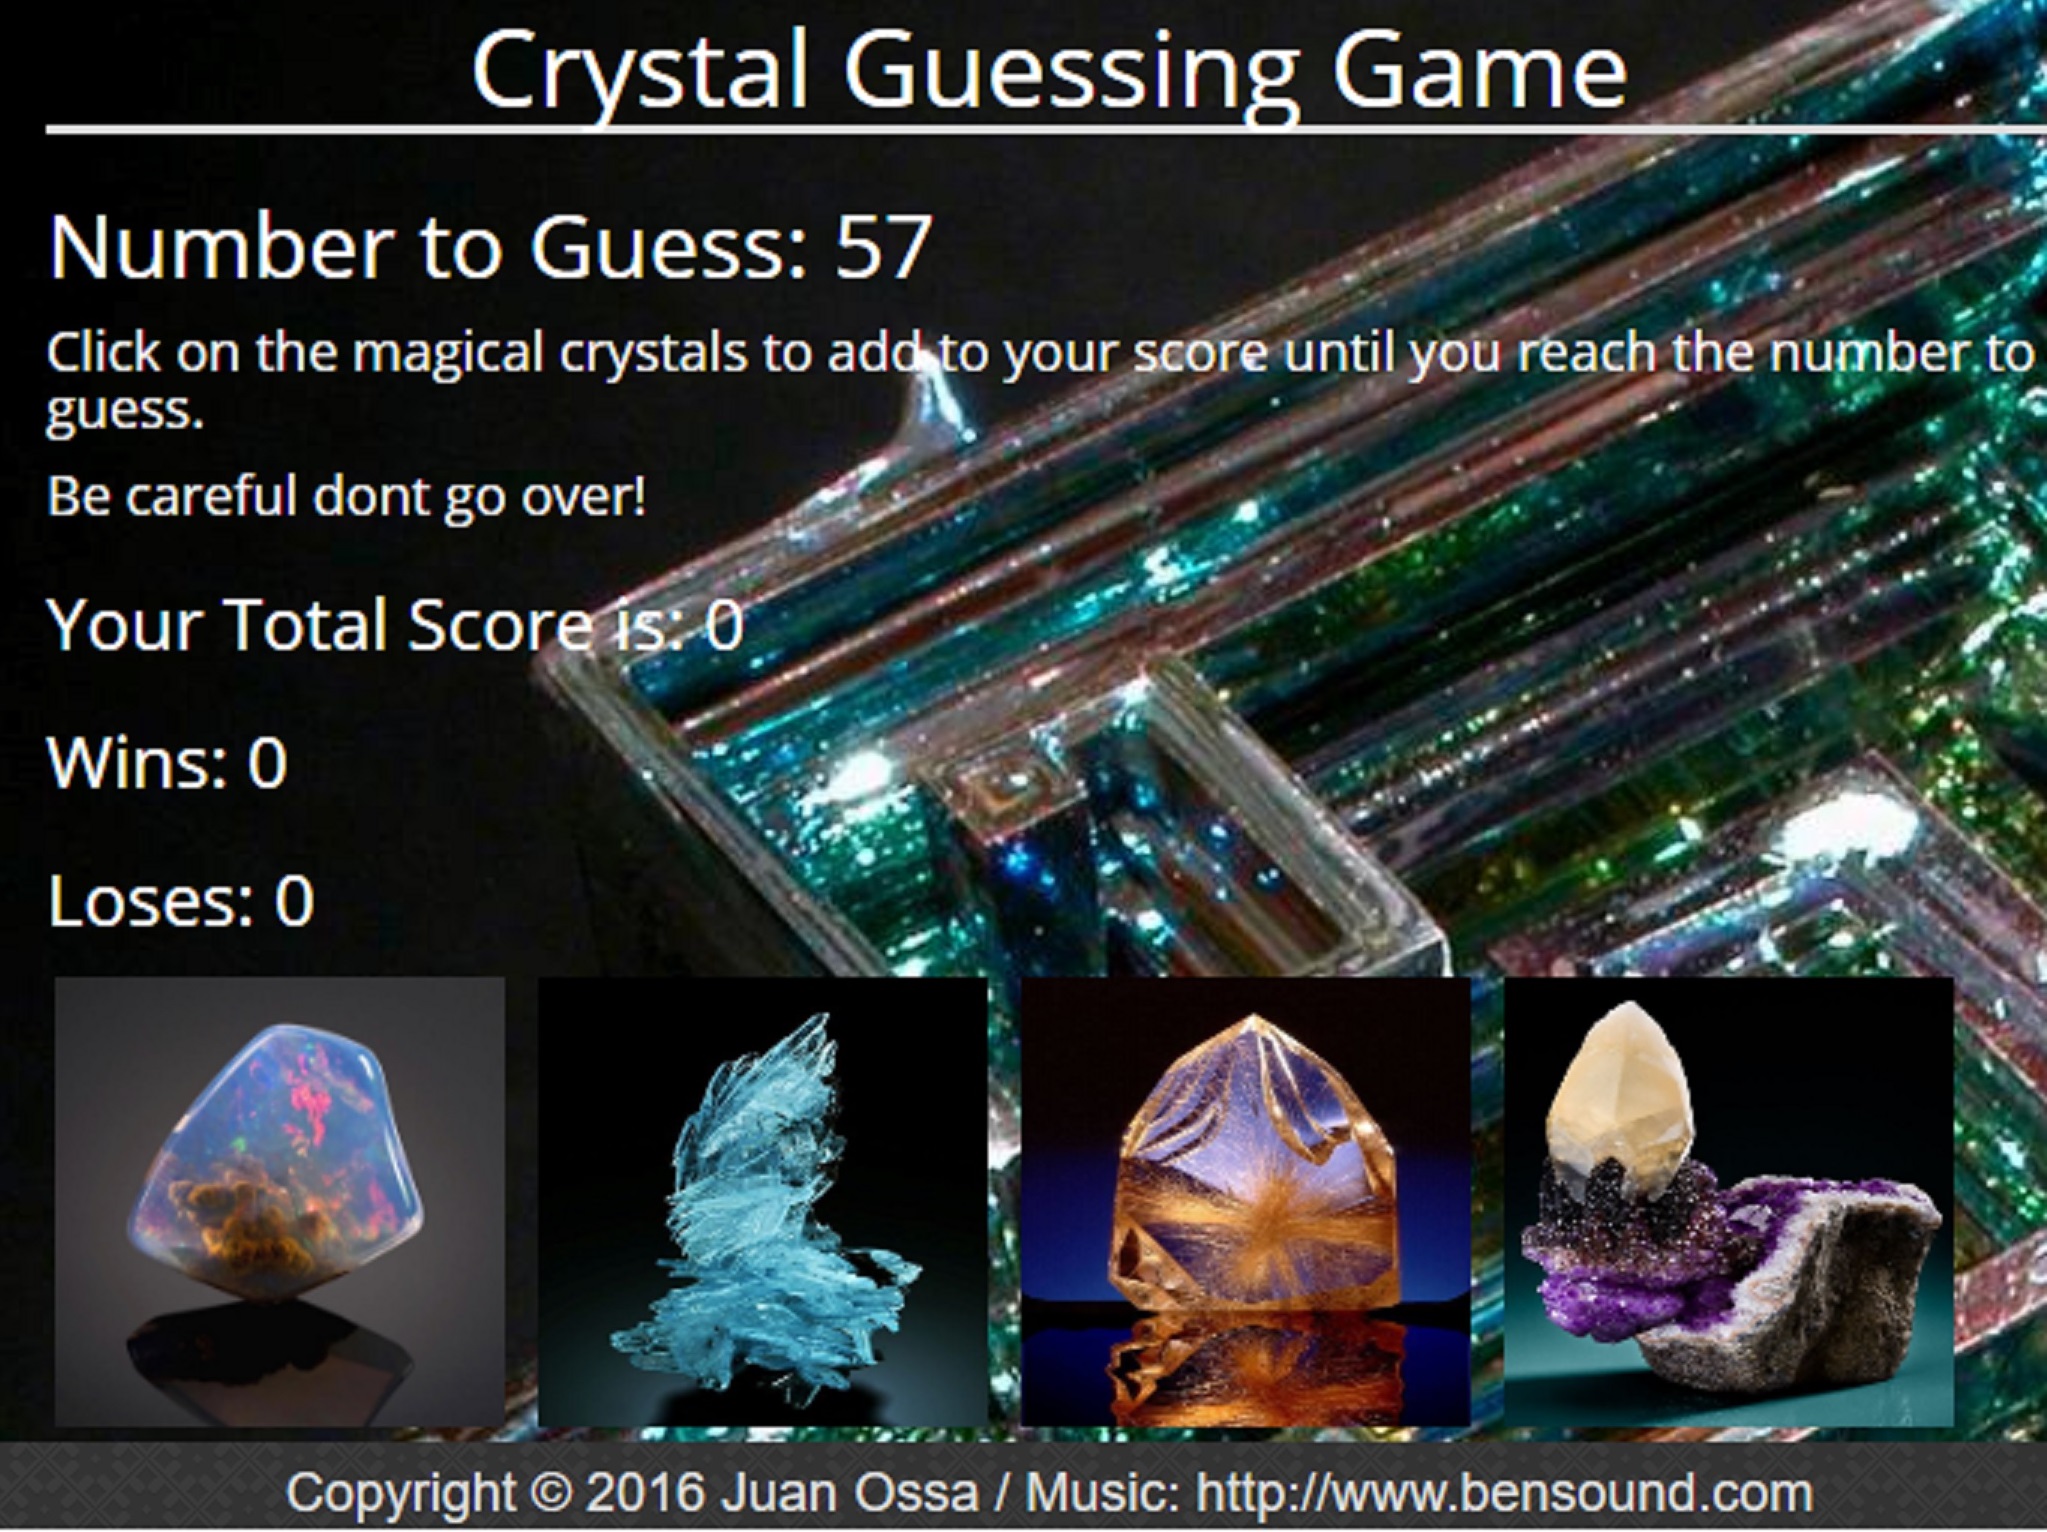 Crystal Guessing Game
Number to Guess: 57
Click on the magical crystals to add to your score until you reach the number to
guess.
Be careful dont go over!
Your Total Score is: 0
Wins: 0
Loses: 0
Copyright © 2016 Juan Ossa / Music: http://www.bensound.com